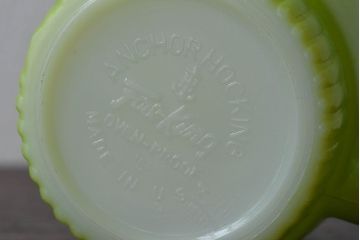 ANCHOR HOCKING
Fire-King
OVEN-PROOF
MADE IN U.S.A.